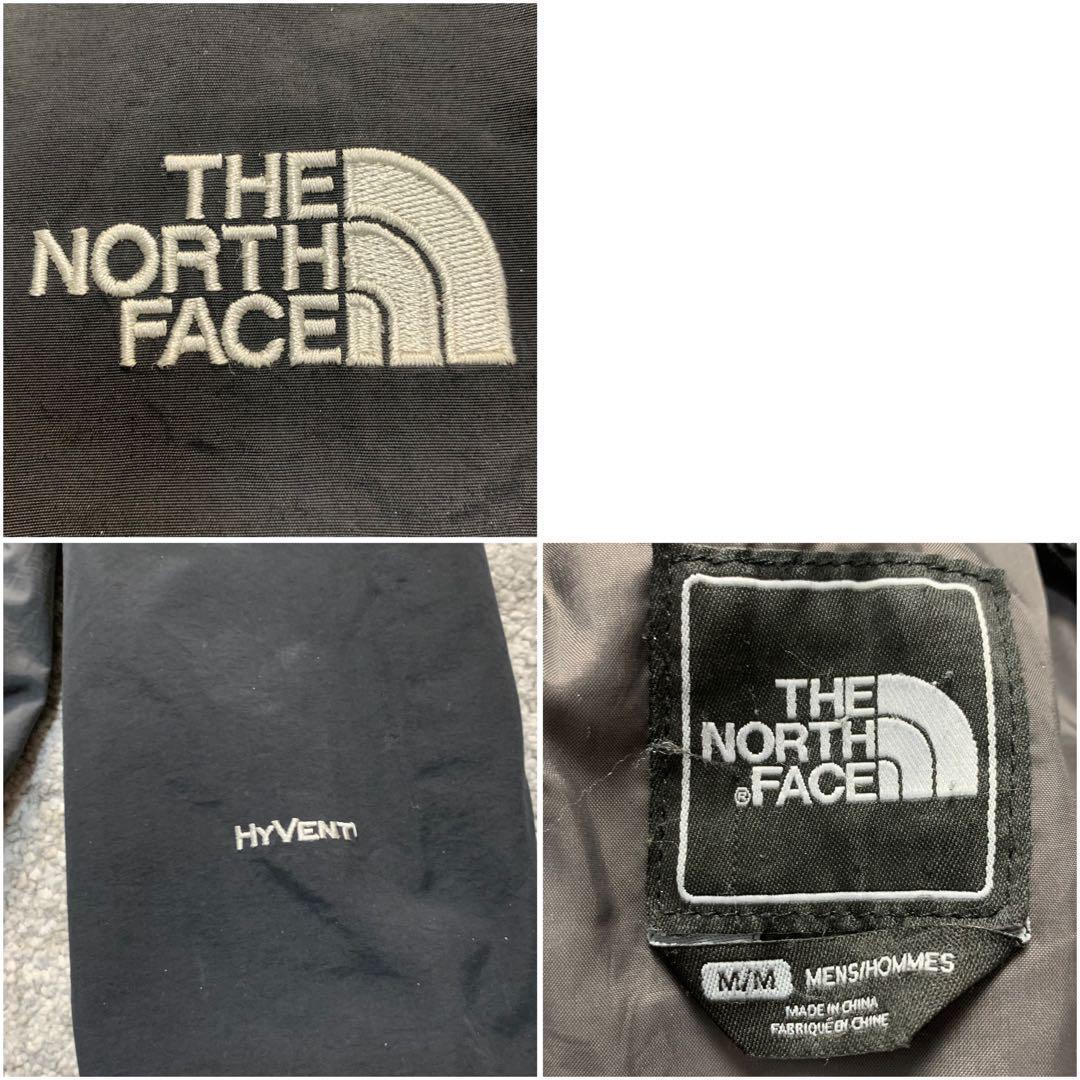 THE
NORTH
FACE
HYVENT
THE
NORTH
®FACE
M/M MENS/HOMMES
MADE IN CHINA
FABRIQUÉ EN CHINE